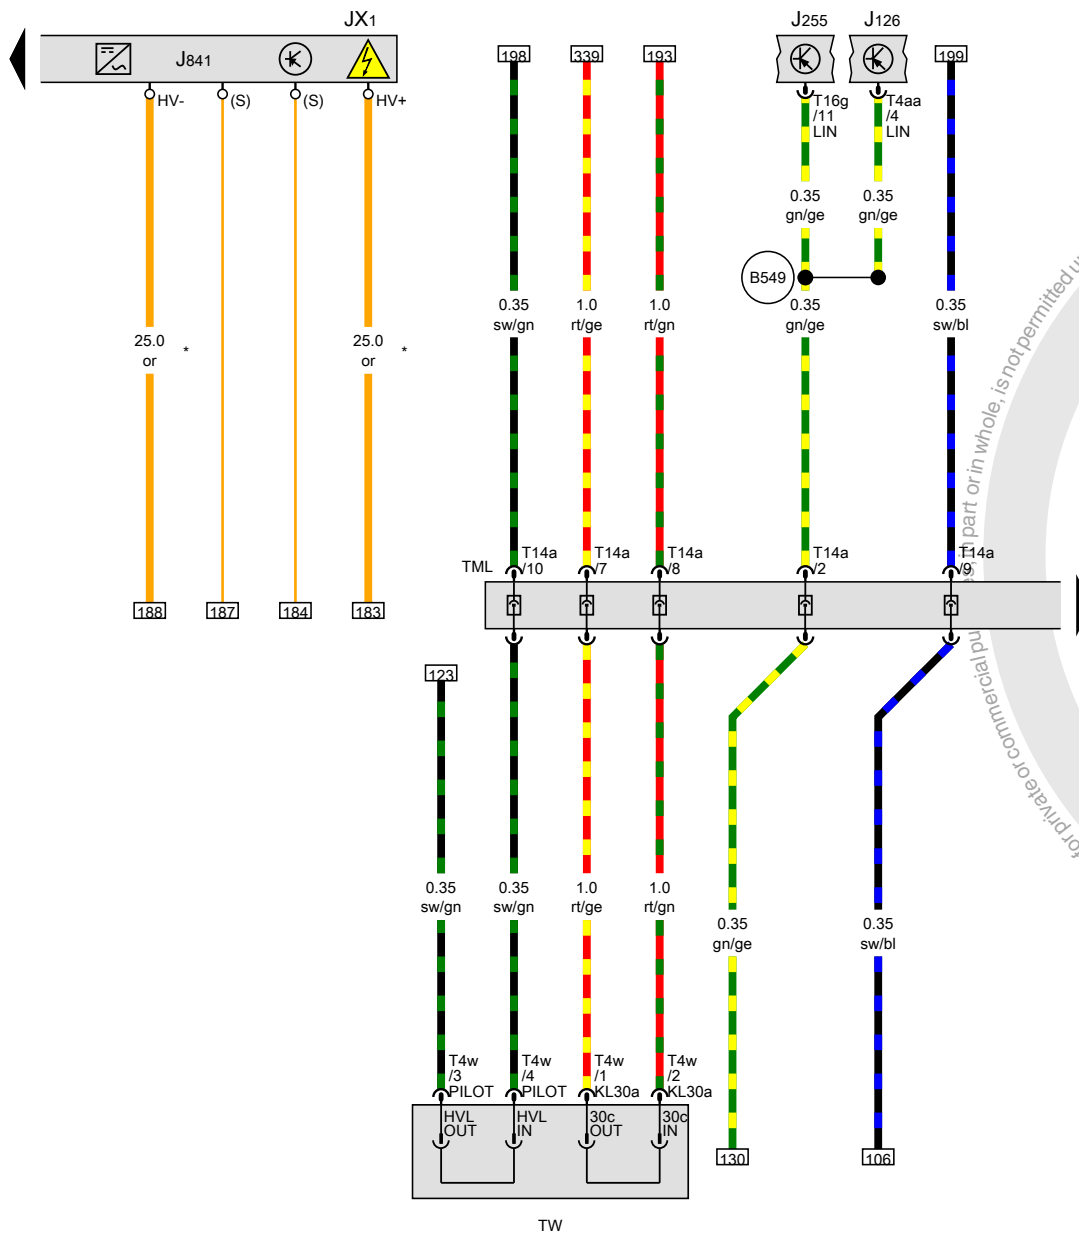 JX1
J841
HV-
(S)
(S)
HV+
25.0
or
*
25.0
or
*
188
187
184
183
198
339
193
J255
J126
199
T16g
/11
LIN
T4aa
/4
LIN
0.35
gn/ge
0.35
gn/ge
B549
0.35
sw/gn
1.0
rt/ge
1.0
rt/gn
0.35
gn/ge
0.35
sw/bl
TML
T14a
/10
T14a
/7
T14a
/8
T14a
/2
T14a
/9
123
0.35
sw/gn
0.35
sw/gn
1.0
rt/ge
1.0
rt/gn
0.35
gn/ge
0.35
sw/bl
T4w
/3
PILOT
T4w
/4
PILOT
T4w
/1
KL30a
T4w
/2
KL30a
HVL
OUT
HVL
IN
30c
OUT
30c
IN
130
106
TW
for private or commercial
part or in whole, is not permitted